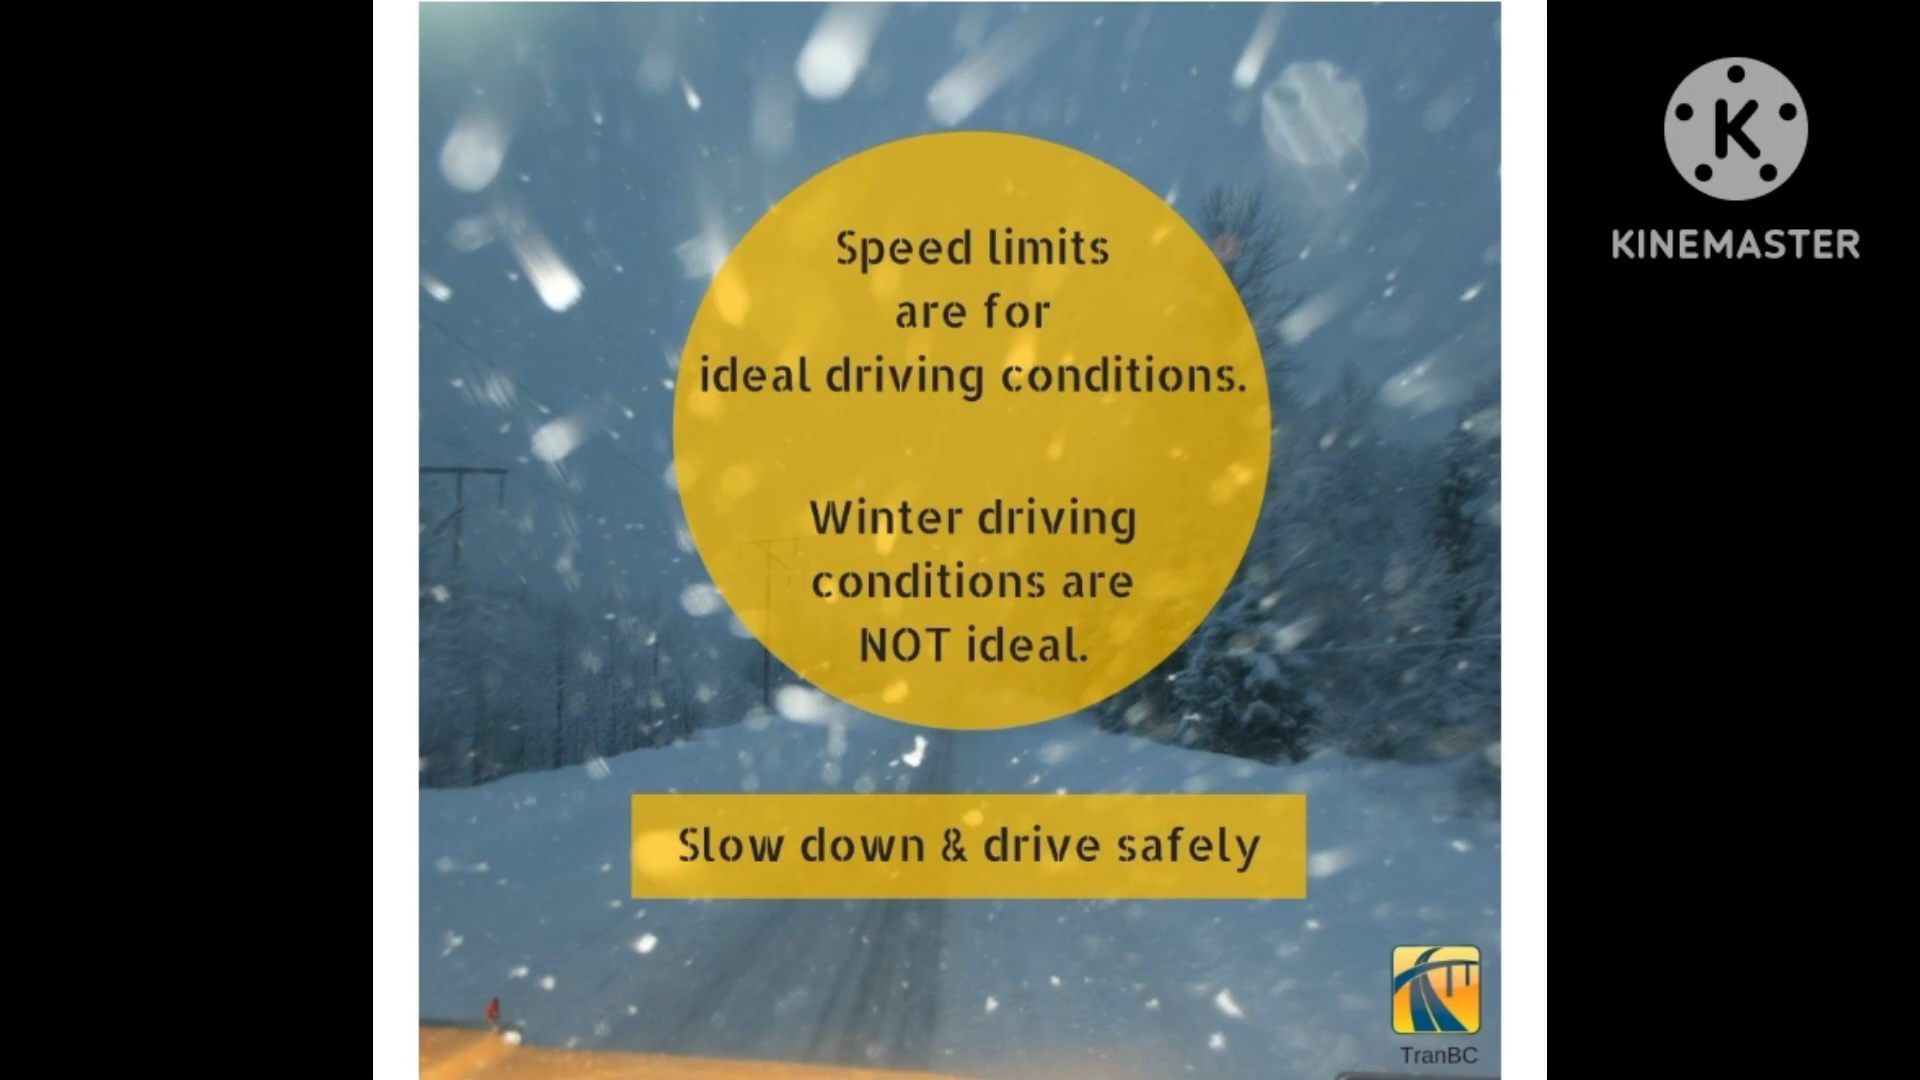 Speed limits
are for
ideal driving conditions.
Winter driving
conditions are
NOT ideal.
Slow down & drive safely
TranBC
K
KINEMASTER